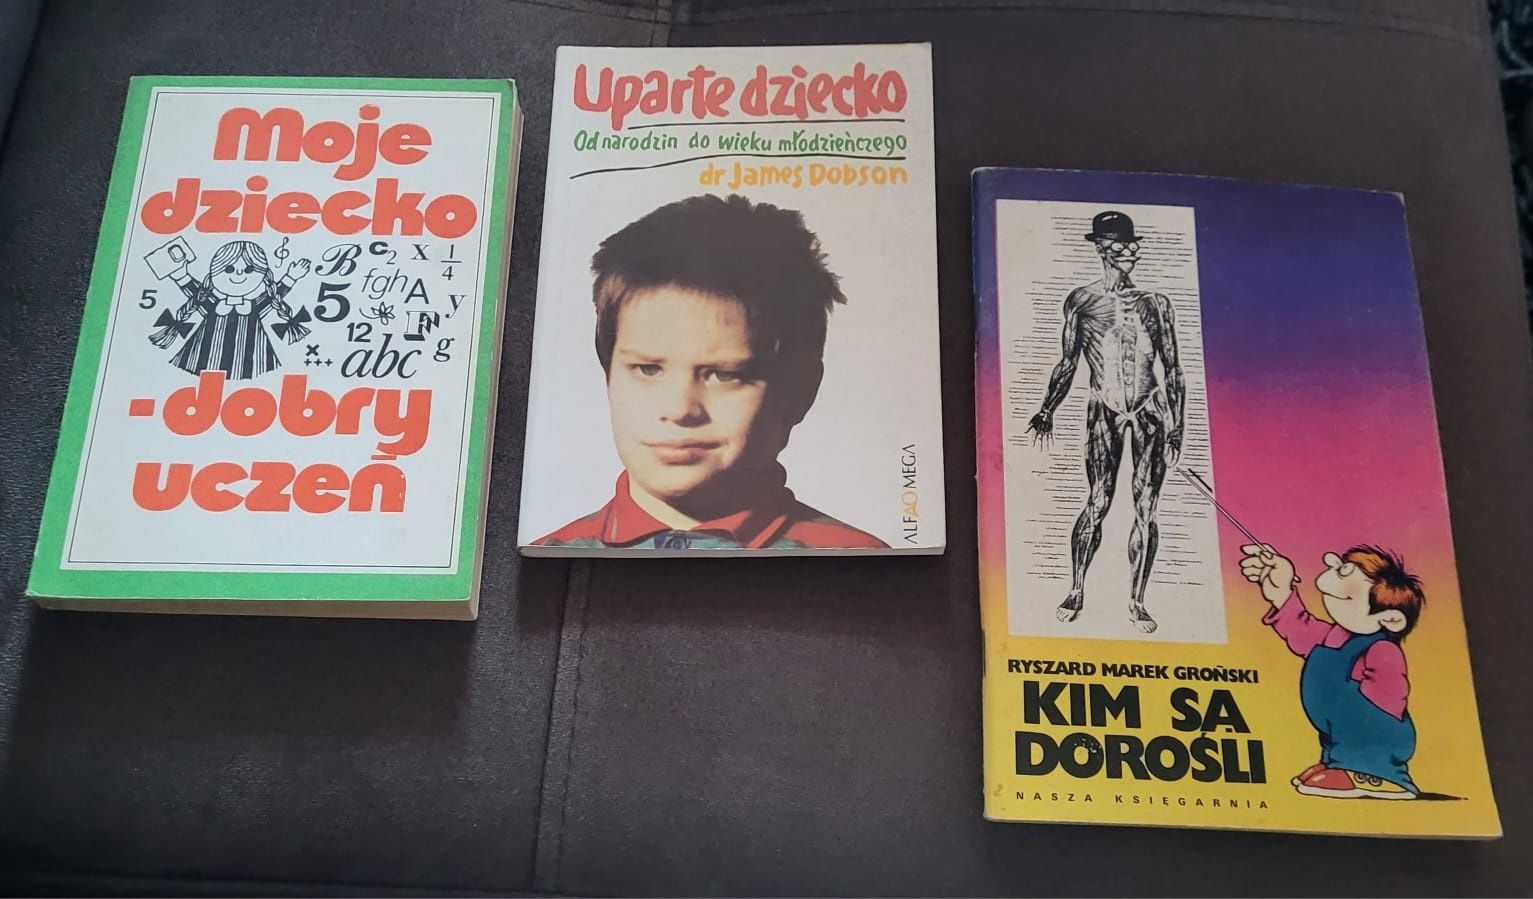 Moje
dziecko
B C2 X 1/4
fgh
5 5 A y
12 F g
x
+++ abc
-dobry
uczeń
Uparte dziecko
Od narodzin do wieku młodzieńczego
dr James Dobson
ALFA OMEGA
RYSZARD MAREK GROŃSKI
KIM SĄ
DOROŚLI
NASZA KSIĘGARNIA